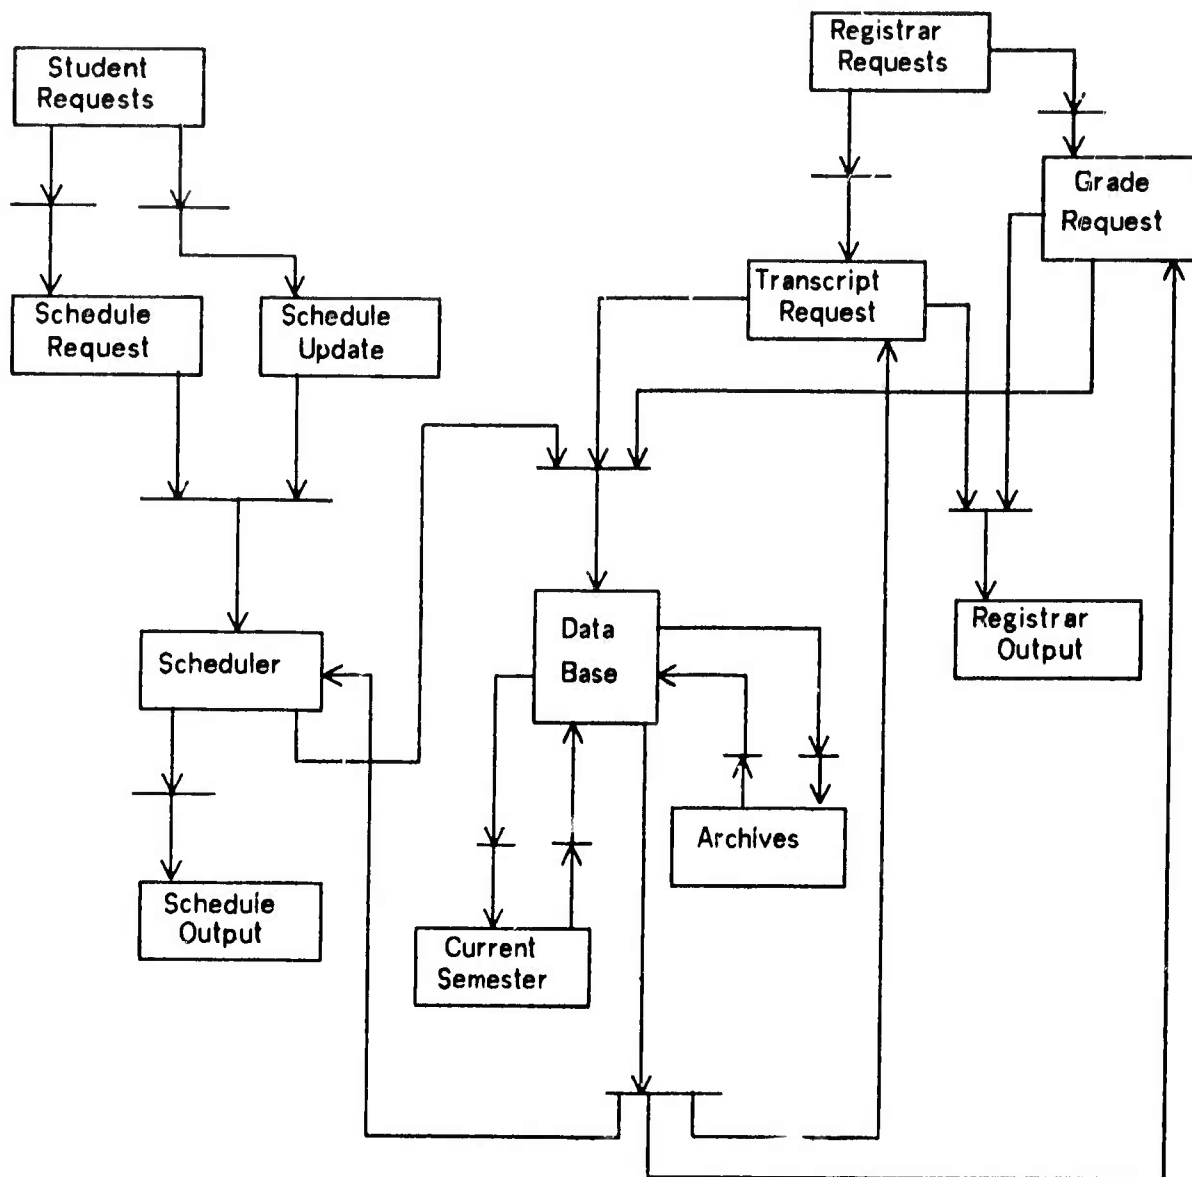 Student
Requests
Registrar
Requests
Grade
Request
Transcript
Request
Schedule
Request
Schedule
Update
Registrar
Output
Data
Base
Scheduler
Archives
Schedule
Output
Current
Semester